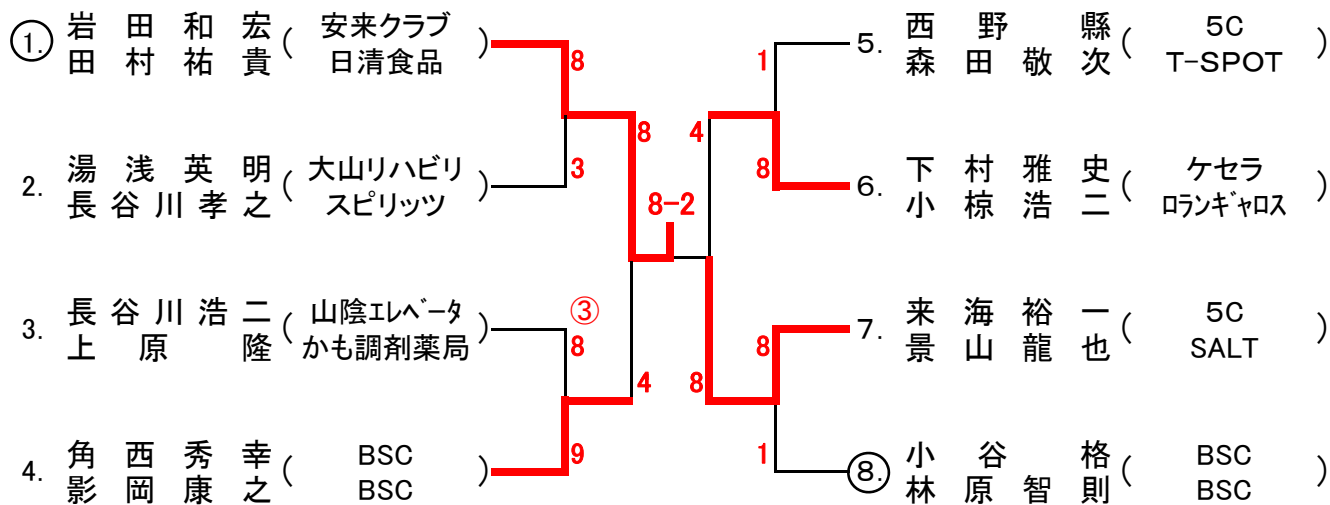 ①. 岩田和宏 ( 安来クラブ )
田村祐貴 日清食品
8
3
2. 湯浅英明 ( 大山リハビリ )
長谷川孝之 スピリッツ
8
8-2
3. 長谷川浩二 ( 山陰エレベータ )
上原隆 かも調剤薬局
③
8
4
9
4. 角西秀幸 ( BSC )
影岡康之 BSC
5. 西野縣 ( 5C )
森田敬次 T-SPOT
1
4
8
6. 下村雅史 ( ケセラ )
小椋浩二 ロランギャロス
7. 来海裕一 ( 5C )
景山龍也 SALT
8
8
1
⑧. 小谷格 ( BSC )
林原智則 BSC